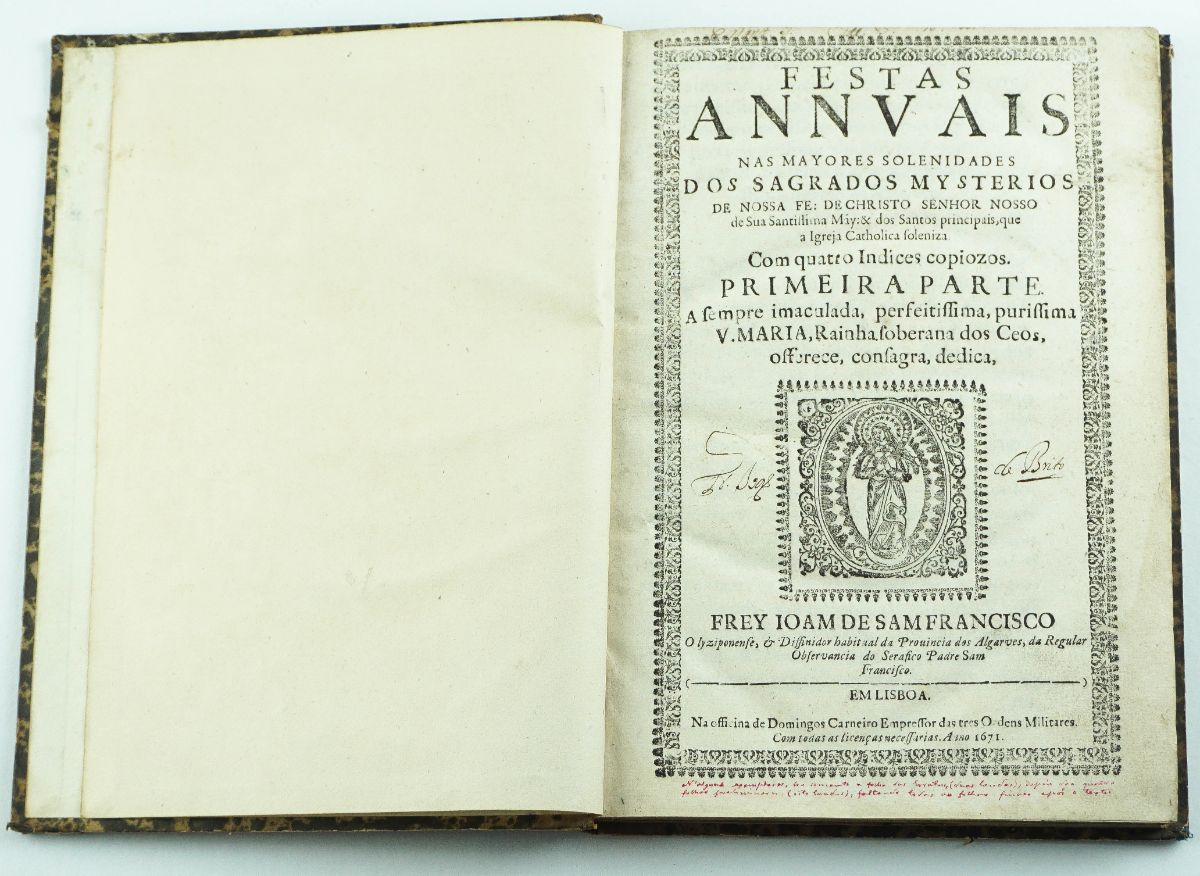 FESTAS
ANNVAIS
NAS MAYORES SOLENIDADES
DOS SAGRADOS MYSTERIOS
DE NOSSA FE: DE CHRISTO SENHOR NOSSO
de Sua Santiſſima Mãy: & dos Santos principais, que
a Igreja Catholica ſoleniza.
Com quatro Indices copiozos.
PRIMEIRA PARTE.
A ſempre imaculada, perfeitiſſima, puriſſima
V. MARIA, Rainha ſoberana dos Ceos,
offerece, conſagra, dedica,
de Brito
FREY IOAM DE SAM FRANCISCO
Olyziponenſe, & Diffinidor habitual da Prouincia dos Algarves, da Regular
Obſervancia do Serafico Padre Sam
Franciſco.
EM LISBOA.
Na officina de Domingos Carneiro Empreſſor das tres Ordens Militares.
Com todas as licenças neceſſarias. Anno 1671.